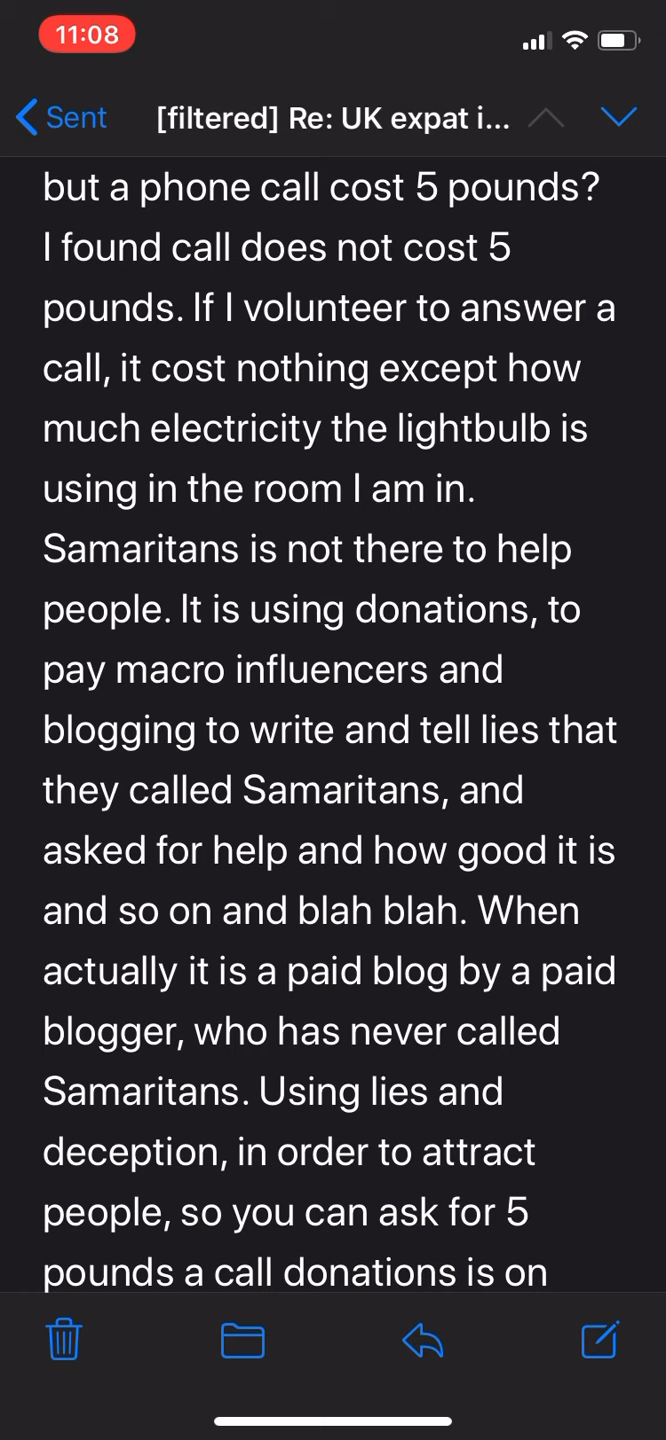 11:08
Sent
[filtered] Re: UK expat i...
but a phone call cost 5 pounds?
I found call does not cost 5
pounds. If I volunteer to answer a
call, it cost nothing except how
much electricity the lightbulb is
using in the room I am in.
Samaritans is not there to help
people. It is using donations, to
pay macro influencers and
blogging to write and tell lies that
they called Samaritans, and
asked for help and how good it is
and so on and blah blah. When
actually it is a paid blog by a paid
blogger, who has never called
Samaritans. Using lies and
deception, in order to attract
people, so you can ask for 5
pounds a call donations is on